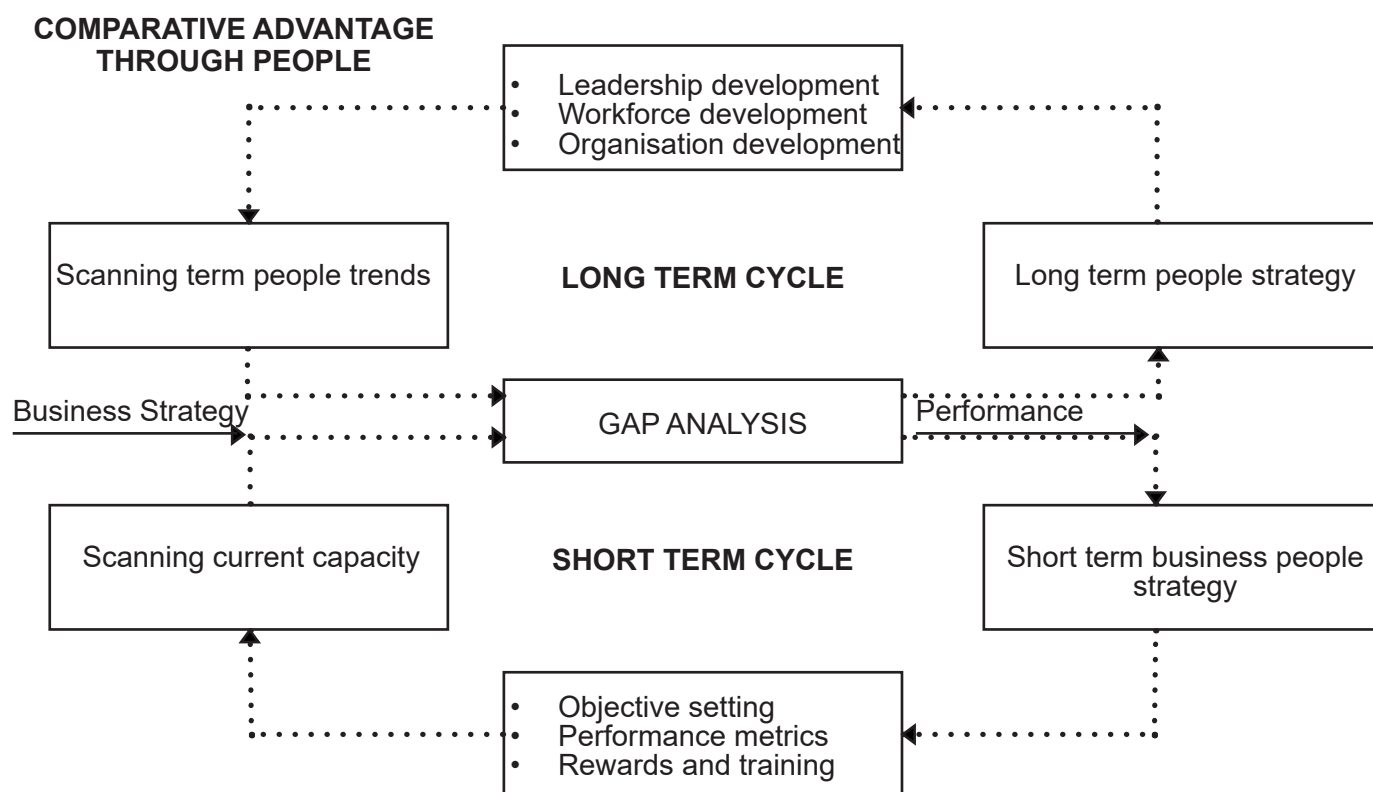 COMPARATIVE ADVANTAGE
THROUGH PEOPLE
• Leadership development
• Workforce development
• Organisation development
Scanning term people trends
LONG TERM CYCLE
Long term people strategy
Business Strategy
GAP ANALYSIS
Performance
Scanning current capacity
SHORT TERM CYCLE
Short term business people
strategy
• Objective setting
• Performance metrics
• Rewards and training